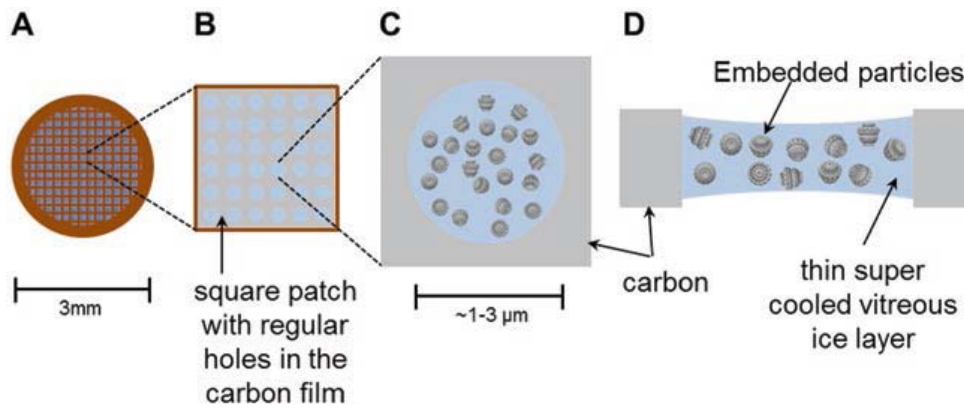 A
B
C
D
Embedded particles
3mm
square patch
with regular
holes in the
carbon film
~1-3 µm
carbon
thin super
cooled vitreous
ice layer